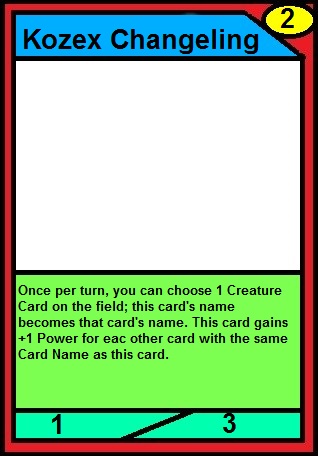 2
Kozex Changeling
Once per turn, you can choose 1 Creature
Card on the field; this card's name
becomes that card's name. This card gains
+1 Power for eac other card with the same
Card Name as this card.
1 3